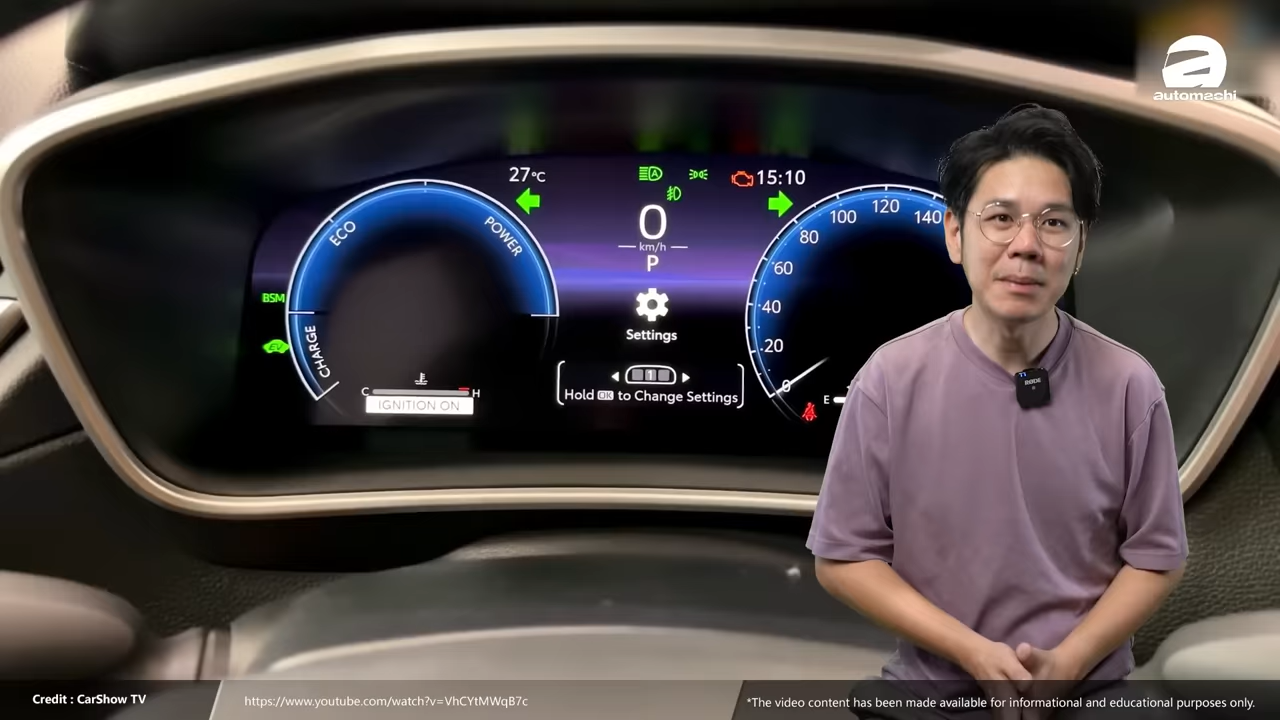 automachi
27°C
15:10
A
0
km/h
P
ECO
POWER
CHARGE
BSM
EV
Settings
1
Hold OK to Change Settings
C
H
IGNITION ON
0
20
40
60
80
100
120
140
E
RØDE
Credit : CarShow TV
https://www.youtube.com/watch?v=VhCYtMWqB7c
*The video content has been made available for informational and educational purposes only.